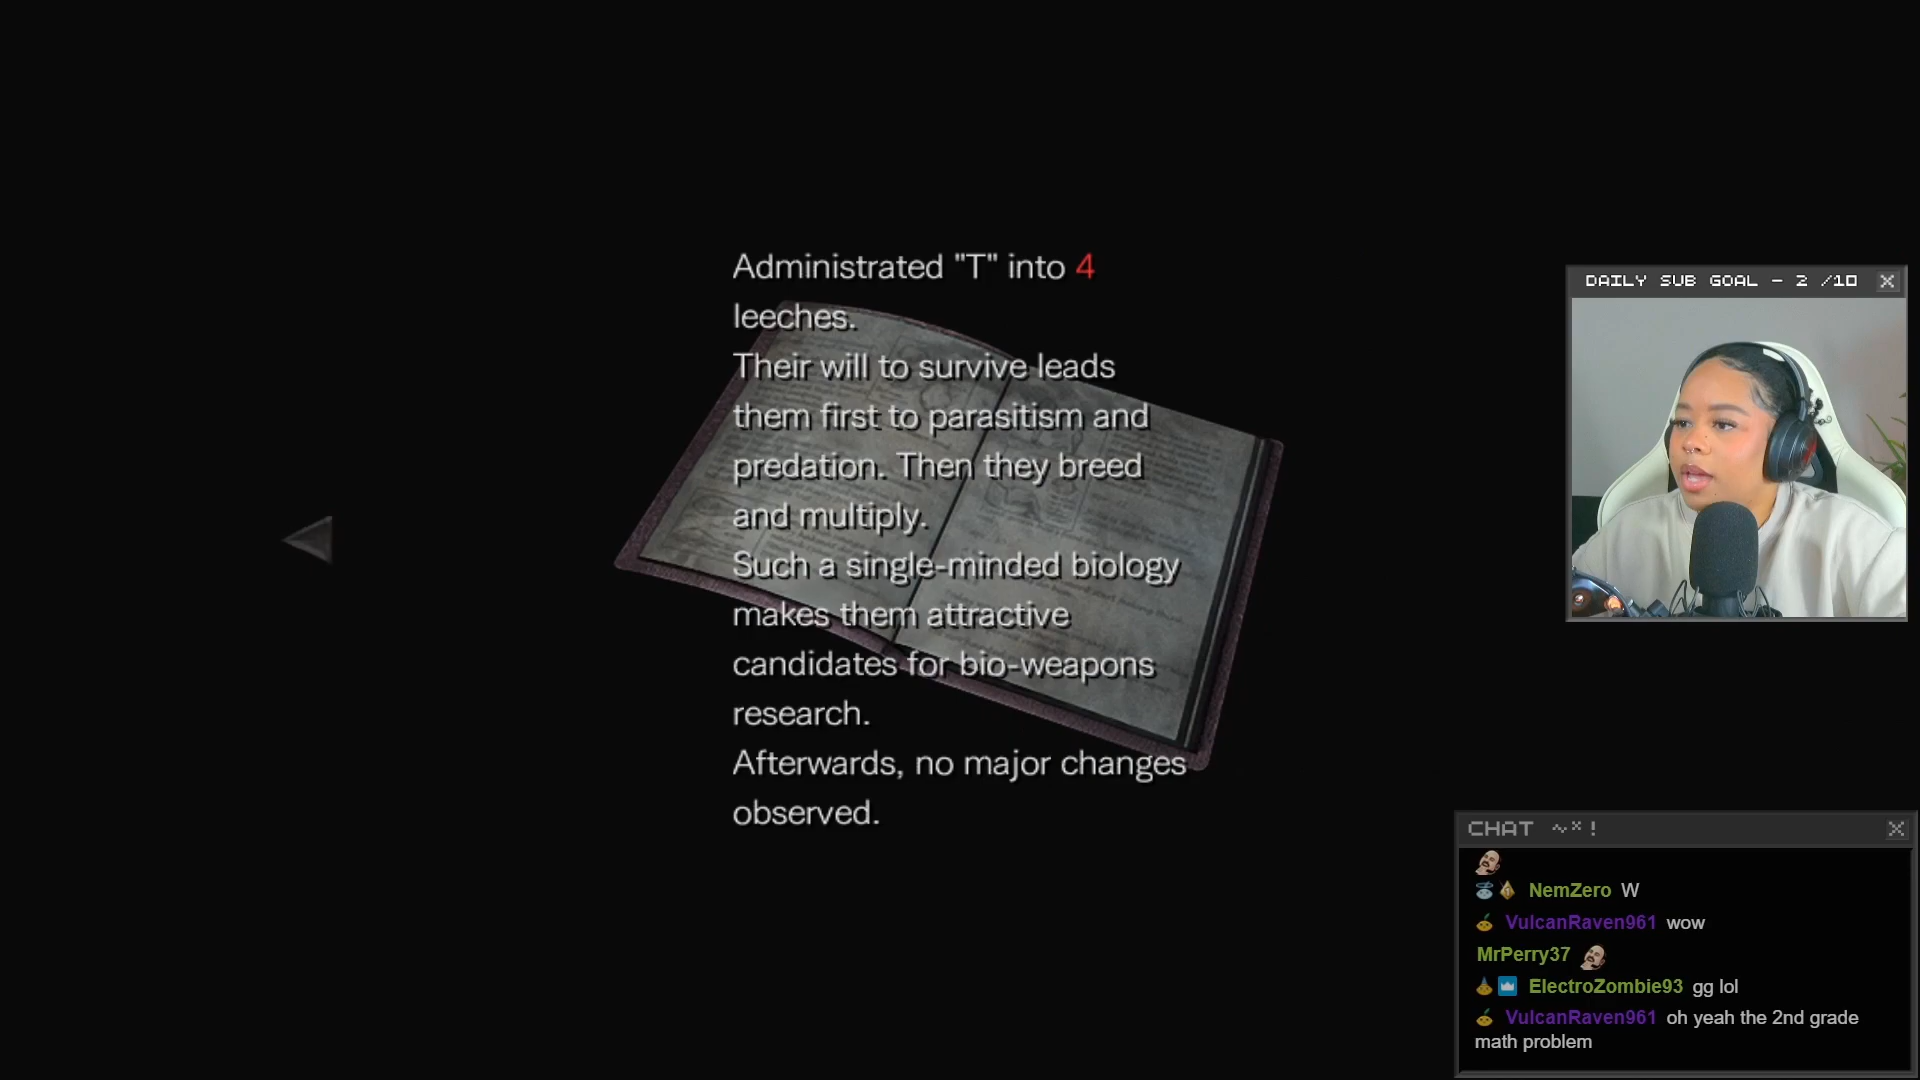 Administrated "T" into 4
leeches.
Their will to survive leads
them first to parasitism and
predation. Then they breed
and multiply.
Such a single-minded biology
makes them attractive
candidates for bio-weapons
research.
Afterwards, no major changes
observed.
DAILY SUB GOAL - 2 /10
CHAT ~×!
NemZero W
VulcanRaven961 wow
MrPerry37
ElectroZombie93 gg lol
VulcanRaven961 oh yeah the 2nd grade
math problem